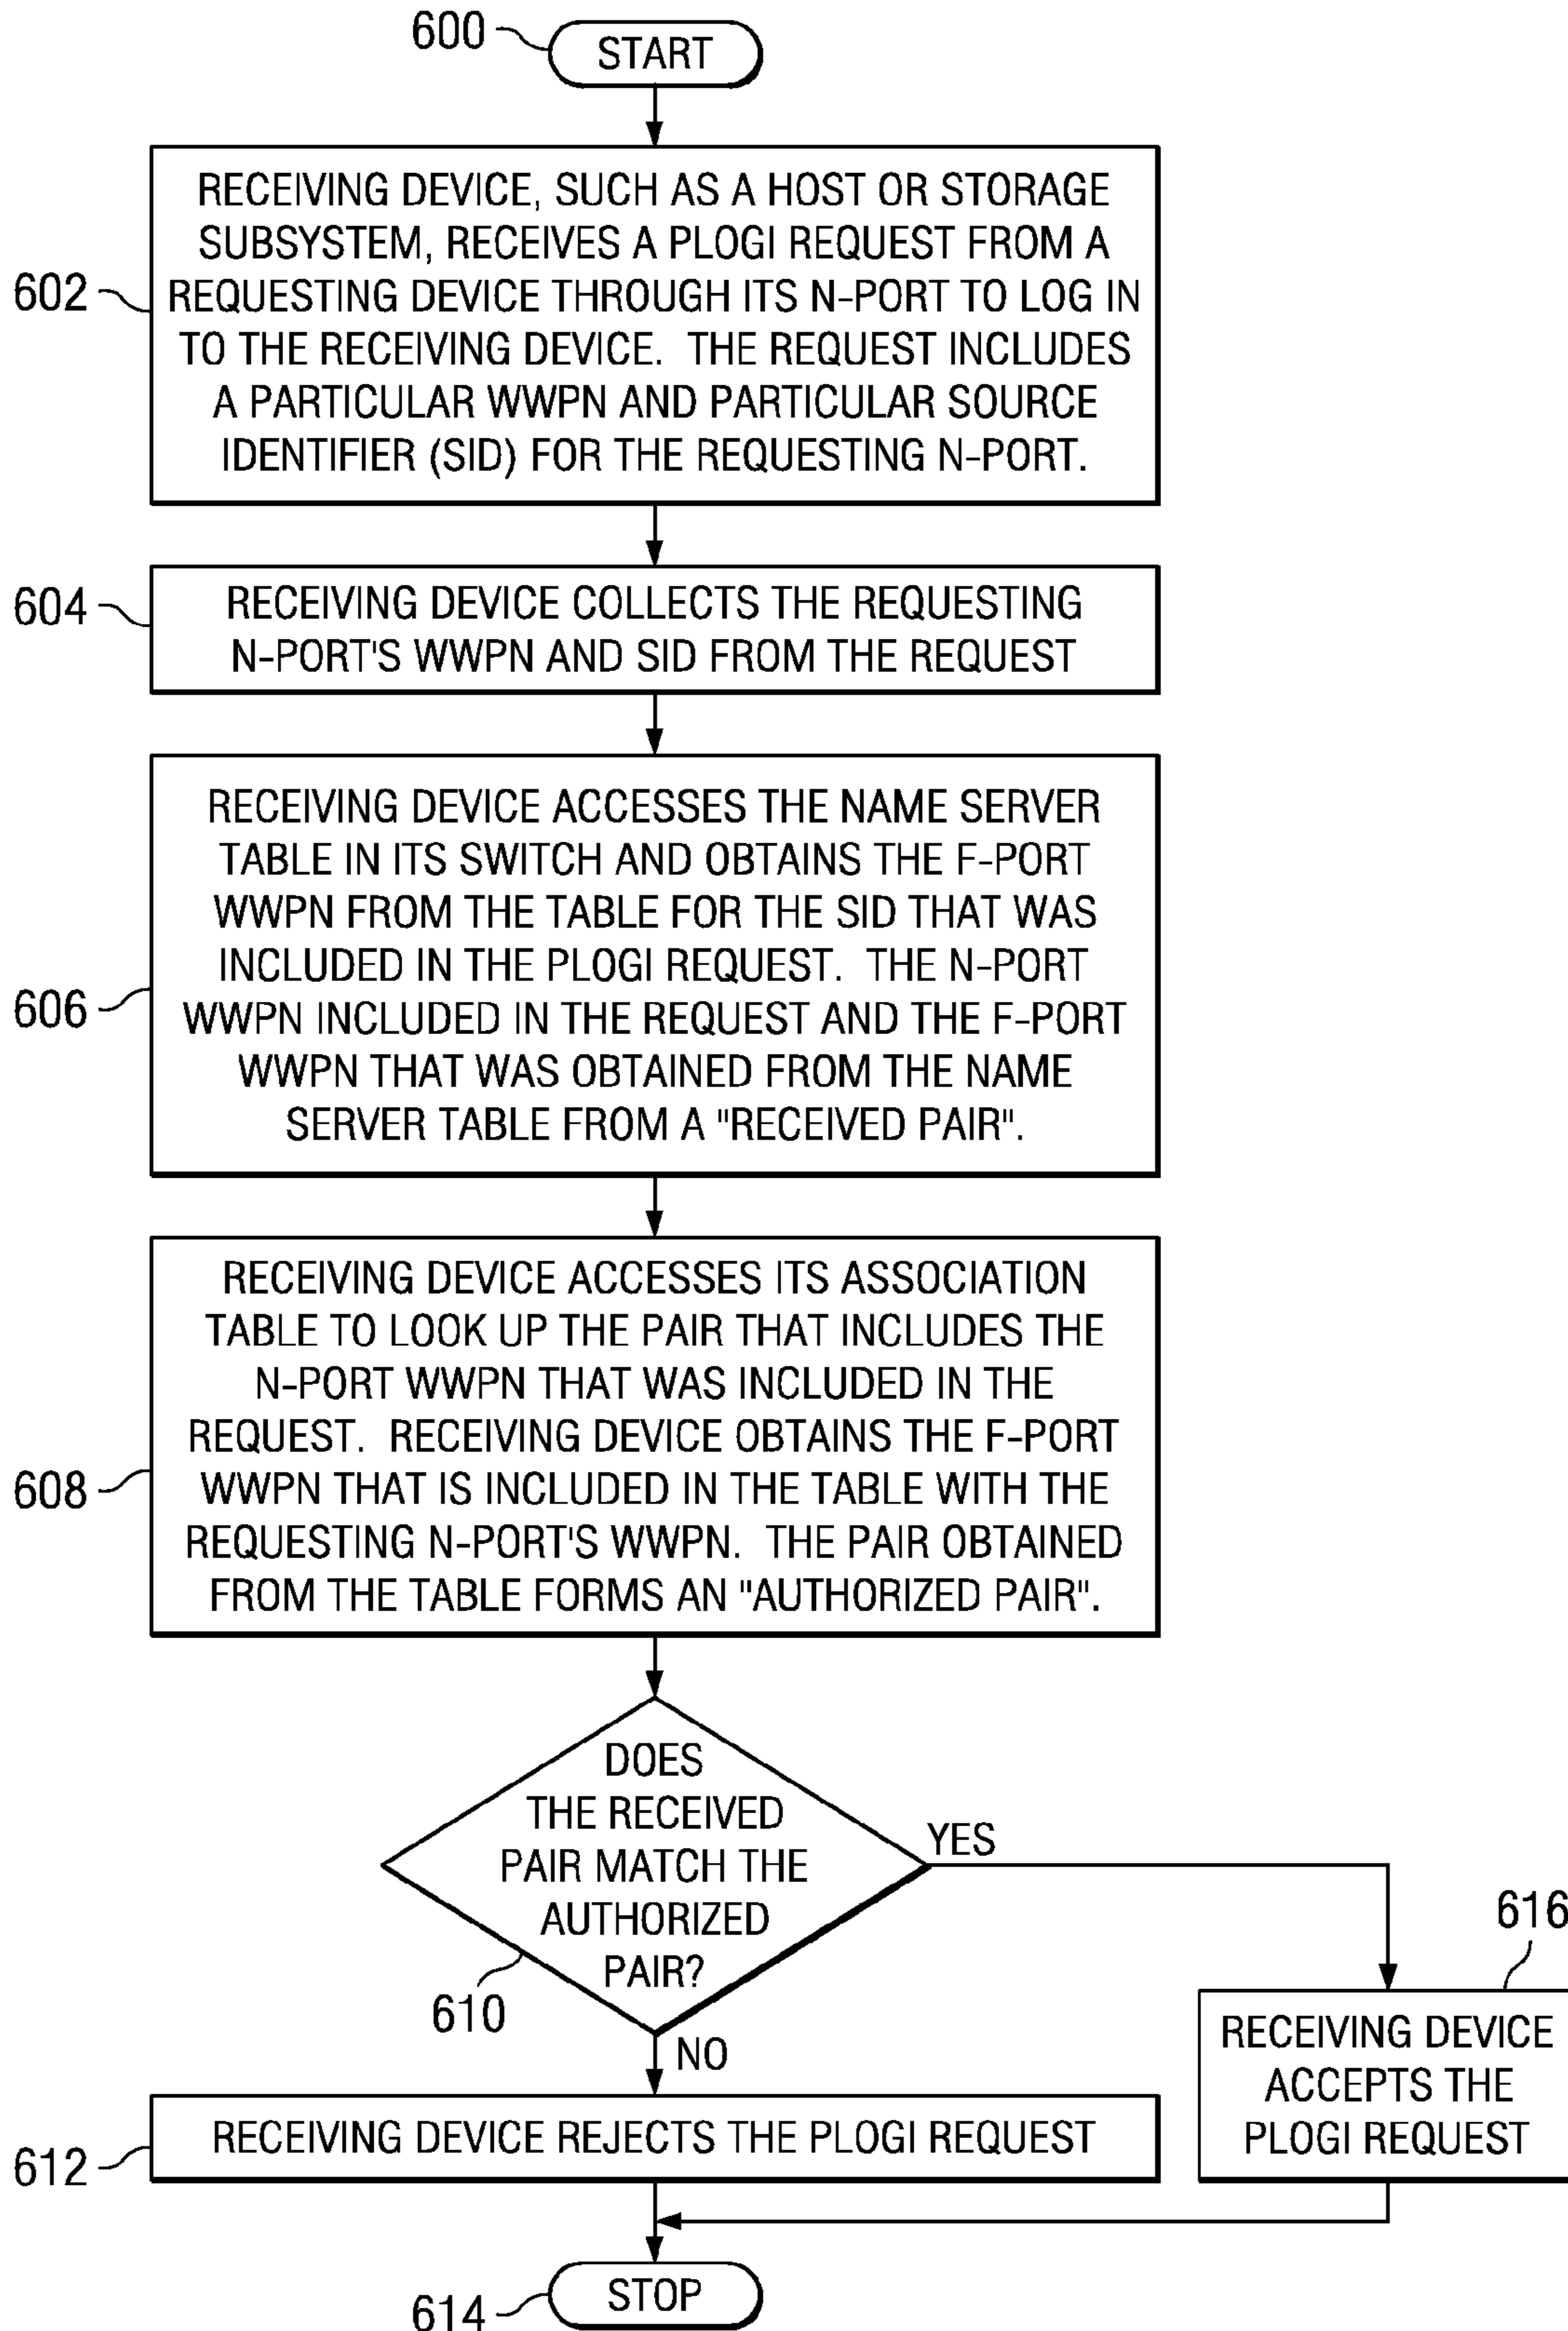 600
START
602
RECEIVING DEVICE, SUCH AS A HOST OR STORAGE
SUBSYSTEM, RECEIVES A PLOGI REQUEST FROM A
REQUESTING DEVICE THROUGH ITS N-PORT TO LOG IN
TO THE RECEIVING DEVICE. THE REQUEST INCLUDES
A PARTICULAR WWPN AND PARTICULAR SOURCE
IDENTIFIER (SID) FOR THE REQUESTING N-PORT.
604
RECEIVING DEVICE COLLECTS THE REQUESTING
N-PORT'S WWPN AND SID FROM THE REQUEST
606
RECEIVING DEVICE ACCESSES THE NAME SERVER
TABLE IN ITS SWITCH AND OBTAINS THE F-PORT
WWPN FROM THE TABLE FOR THE SID THAT WAS
INCLUDED IN THE PLOGI REQUEST. THE N-PORT
WWPN INCLUDED IN THE REQUEST AND THE F-PORT
WWPN THAT WAS OBTAINED FROM THE NAME
SERVER TABLE FROM A "RECEIVED PAIR".
608
RECEIVING DEVICE ACCESSES ITS ASSOCIATION
TABLE TO LOOK UP THE PAIR THAT INCLUDES THE
N-PORT WWPN THAT WAS INCLUDED IN THE
REQUEST. RECEIVING DEVICE OBTAINS THE F-PORT
WWPN THAT IS INCLUDED IN THE TABLE WITH THE
REQUESTING N-PORT'S WWPN. THE PAIR OBTAINED
FROM THE TABLE FORMS AN "AUTHORIZED PAIR".
DOES
THE RECEIVED
PAIR MATCH THE
AUTHORIZED
PAIR?
610
YES
NO
616
RECEIVING DEVICE
ACCEPTS THE
PLOGI REQUEST
612
RECEIVING DEVICE REJECTS THE PLOGI REQUEST
614
STOP